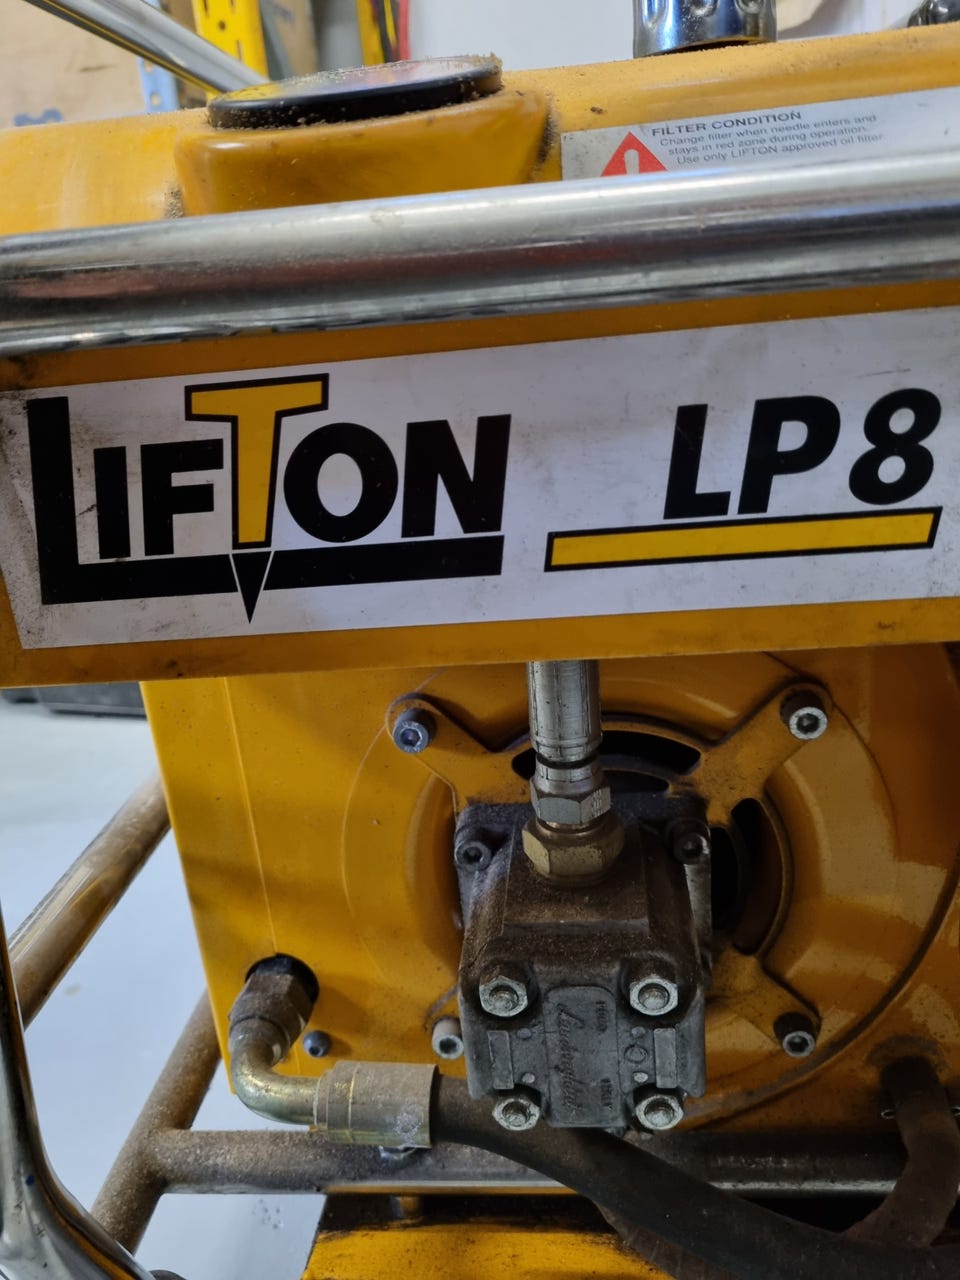 FILTER CONDITION
Change filter when needle enters and
stays in red zone during operation.
Use only LIFTON approved oil filter
LIFTON LP8